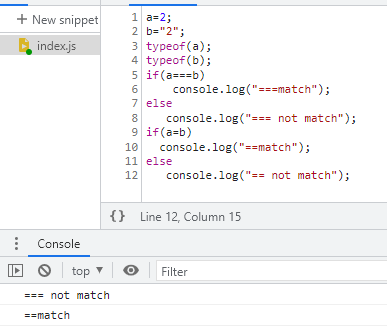 + New snippet
index.js
1 a=2;
2 b="2";
3 typeof(a);
4 typeof(b);
5 if(a===b)
6 console.log("===match");
7 else
8 console.log("=== not match");
9 if(a=b)
10 console.log("==match");
11 else
12 console.log("== not match");
{} Line 12, Column 15
Console
top ▼ Filter
=== not match
==match